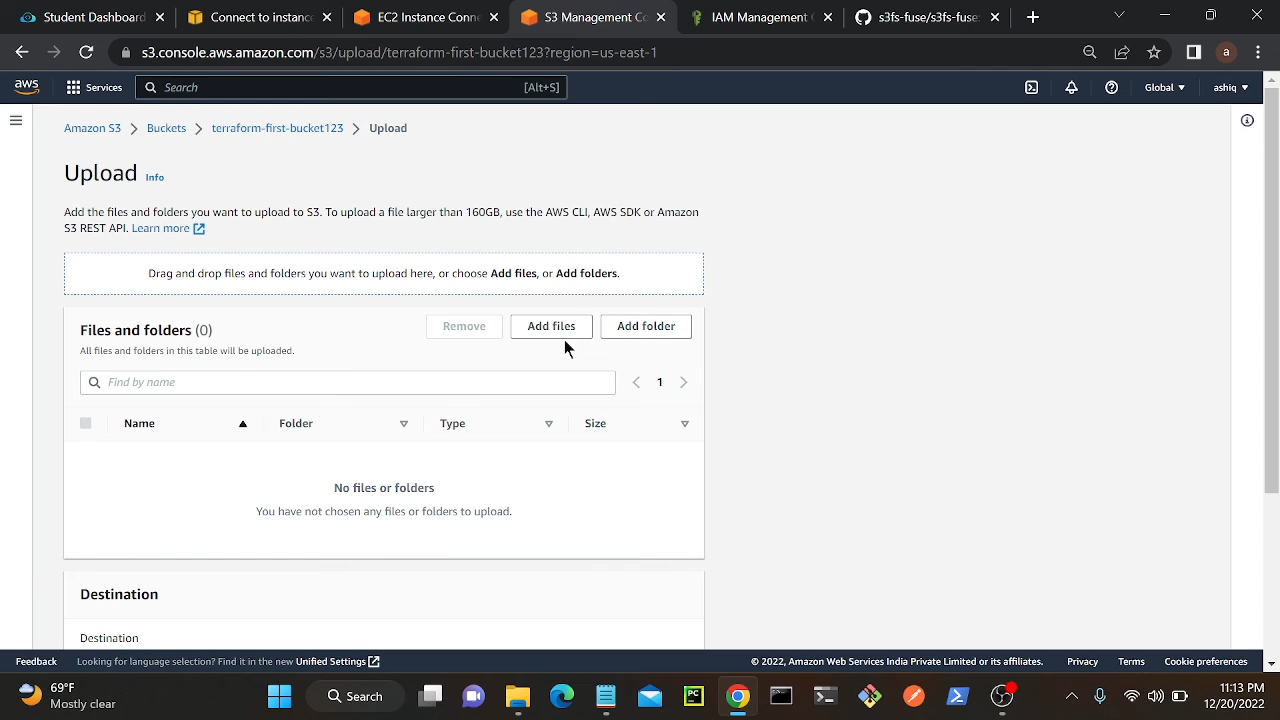 Student Dashboard
Connect to instance
EC2 Instance Conne
S3 Management Co
IAM Management
s3fs-fuse/s3fs-fuse:
s3.console.aws.amazon.com/s3/upload/terraform-first-bucket123?region=us-east-1
a
aws
Services
Search
[Alt+S]
Global
ashiq
Amazon S3 > Buckets > terraform-first-bucket123 > Upload
Upload Info
Add the files and folders you want to upload to S3. To upload a file larger than 160GB, use the AWS CLI, AWS SDK or Amazon
S3 REST API. Learn more
Drag and drop files and folders you want to upload here, or choose Add files, or Add folders.
Files and folders (0)
Remove
Add files
Add folder
All files and folders in this table will be uploaded.
Find by name
1
Name
Folder
Type
Size
No files or folders
You have not chosen any files or folders to upload.
Destination
Destination
Feedback
Looking for language selection? Find it in the new Unified Settings
© 2022, Amazon Web Services India Private Limited or its affiliates.
Privacy
Terms
Cookie preferences
69°F
Mostly clear
Search
PC
11:13 PM
12/20/2022